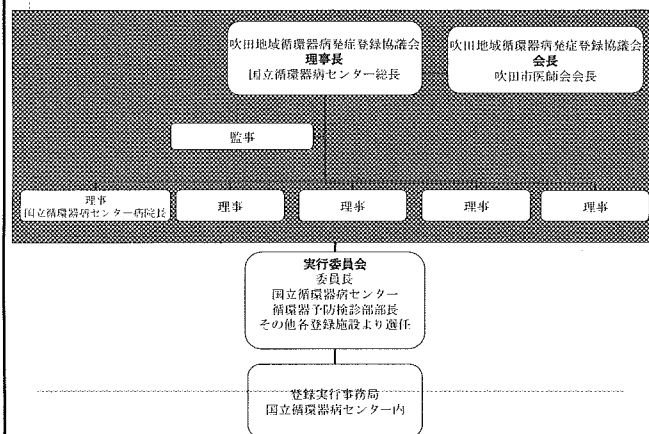 吹田地域循環器病発症登録協議会
理事長
国立循環器病センター総長
吹田地域循環器病発症登録協議会
会長
吹田市医師会会長
監事
理事
国立循環器病センター病院長
理事
理事
理事
理事
実行委員会
委員長
国立循環器病センター
循環器予防検診部部長
その他各登録施設より選任
登録実行事務局
国立循環器病センター内